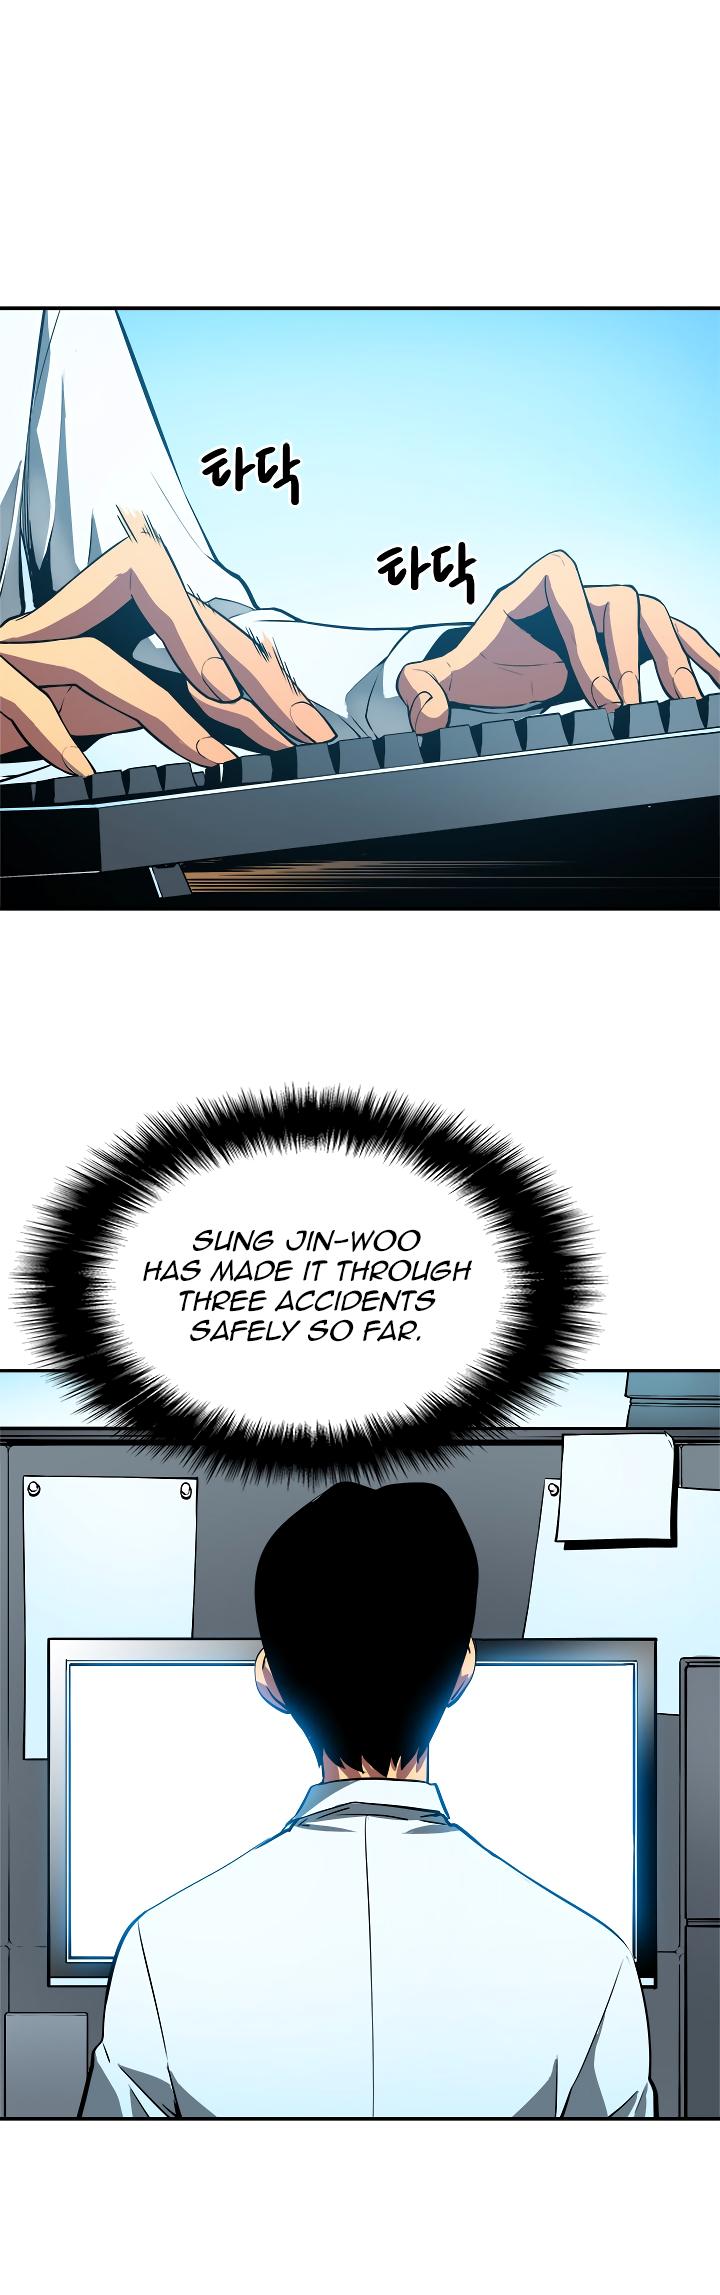 타닥
타닥
SUNG JIN-WOO
HAS MADE IT THROUGH
THREE ACCIDENTS
SAFELY SO FAR.